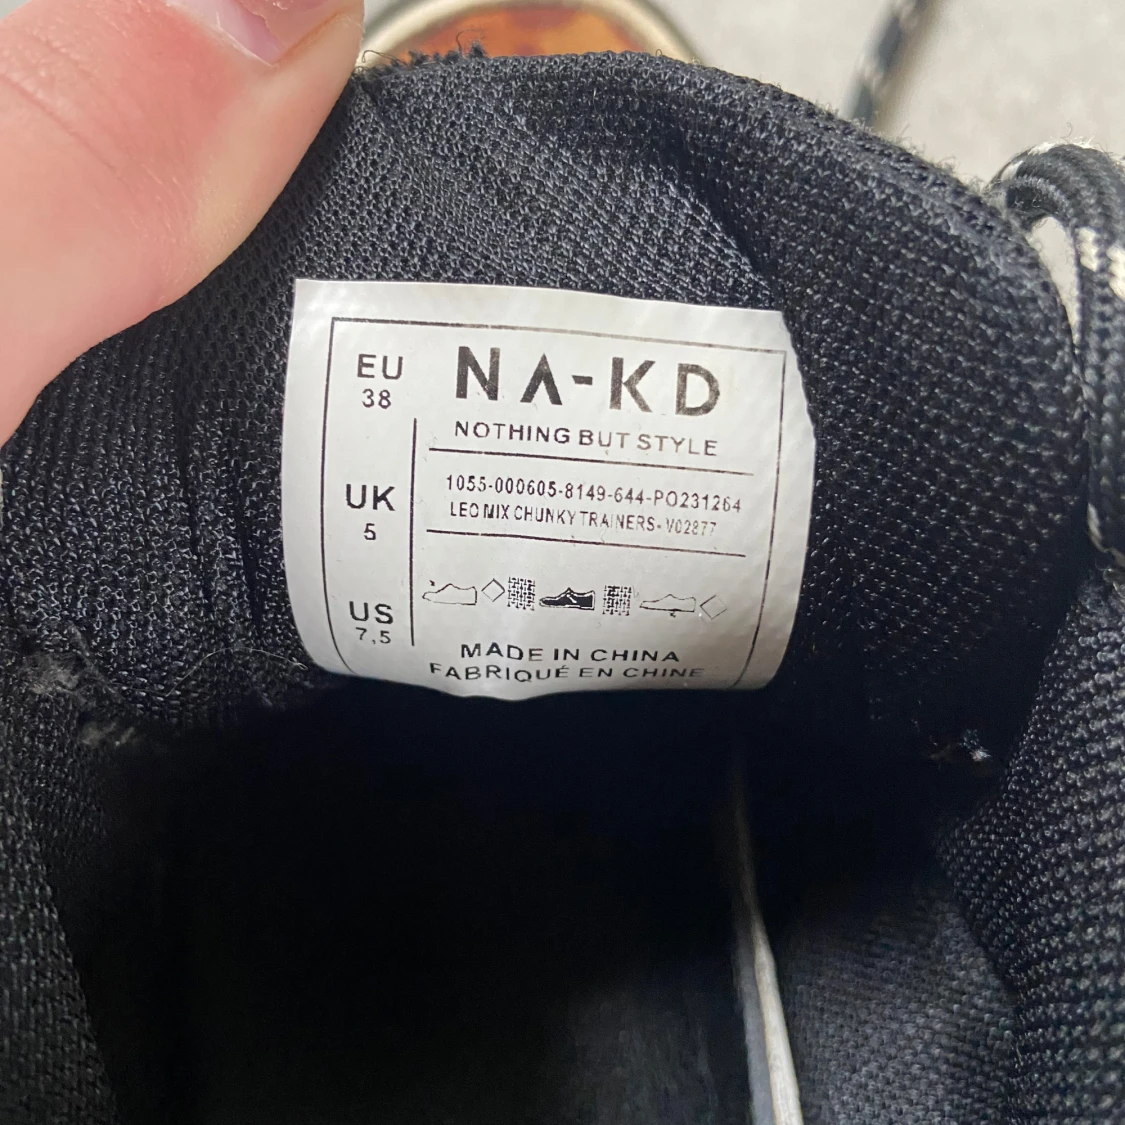 EU
38
UK
5
US
7,5
NA-KD
NOTHING BUT STYLE
1055-000605-8149-644-PO231264
LEO MIX CHUNKY TRAINERS- V02877
MADE IN CHINA
FABRIQUÉ EN CHINE